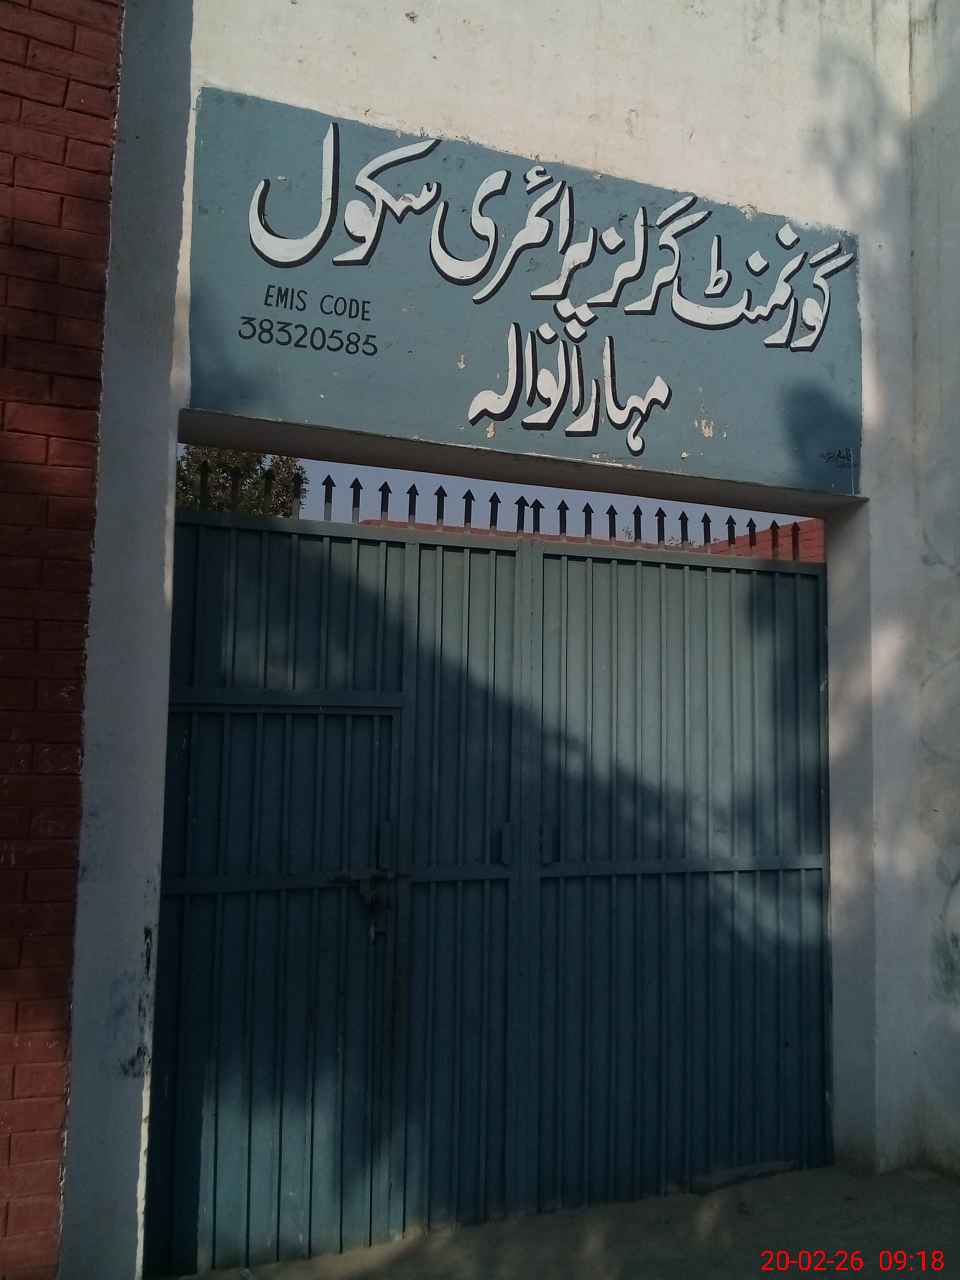 گورنمنٹ گرلز پرائمری سکول
مہارانوالہ
EMIS CODE
38320585
20-02-26 09:18